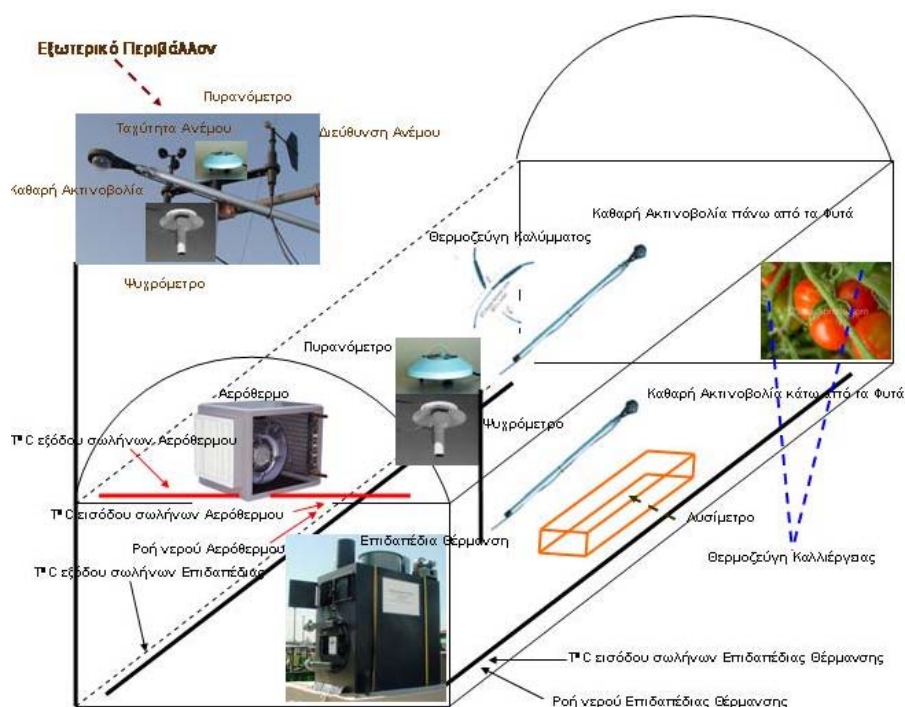 Εξωτερικό Περιβάλλον
Πυρανόμετρο
Ταχύτητα Ανέμου
Διεύθυνση Ανέμου
Καθαρή Ακτινοβολία
Ψυχρόμετρο
Καθαρή Ακτινοβολία πάνω από τα Φυτά
Θερμοζεύγη Καλύμματος
Πυρανόμετρο
Αερόθερμο
Καθαρή Ακτινοβολία κάτω από τα Φυτά
Ψυχρόμετρο
T°C εξόδου σωλήνων Αερόθερμου
T°C εισόδου σωλήνων Αερόθερμου
Λυσίμετρο
Ροή νερού Αερόθερμου
Επιδαπέδια Θέρμανση
Θερμοζεύγη Καλλιέργειας
T°C εξόδου σωλήνων Επιδαπέδιας
T°C εισόδου σωλήνων Επιδαπέδιας Θέρμανσης
Ροή νερού Επιδαπέδιας Θέρμανσης